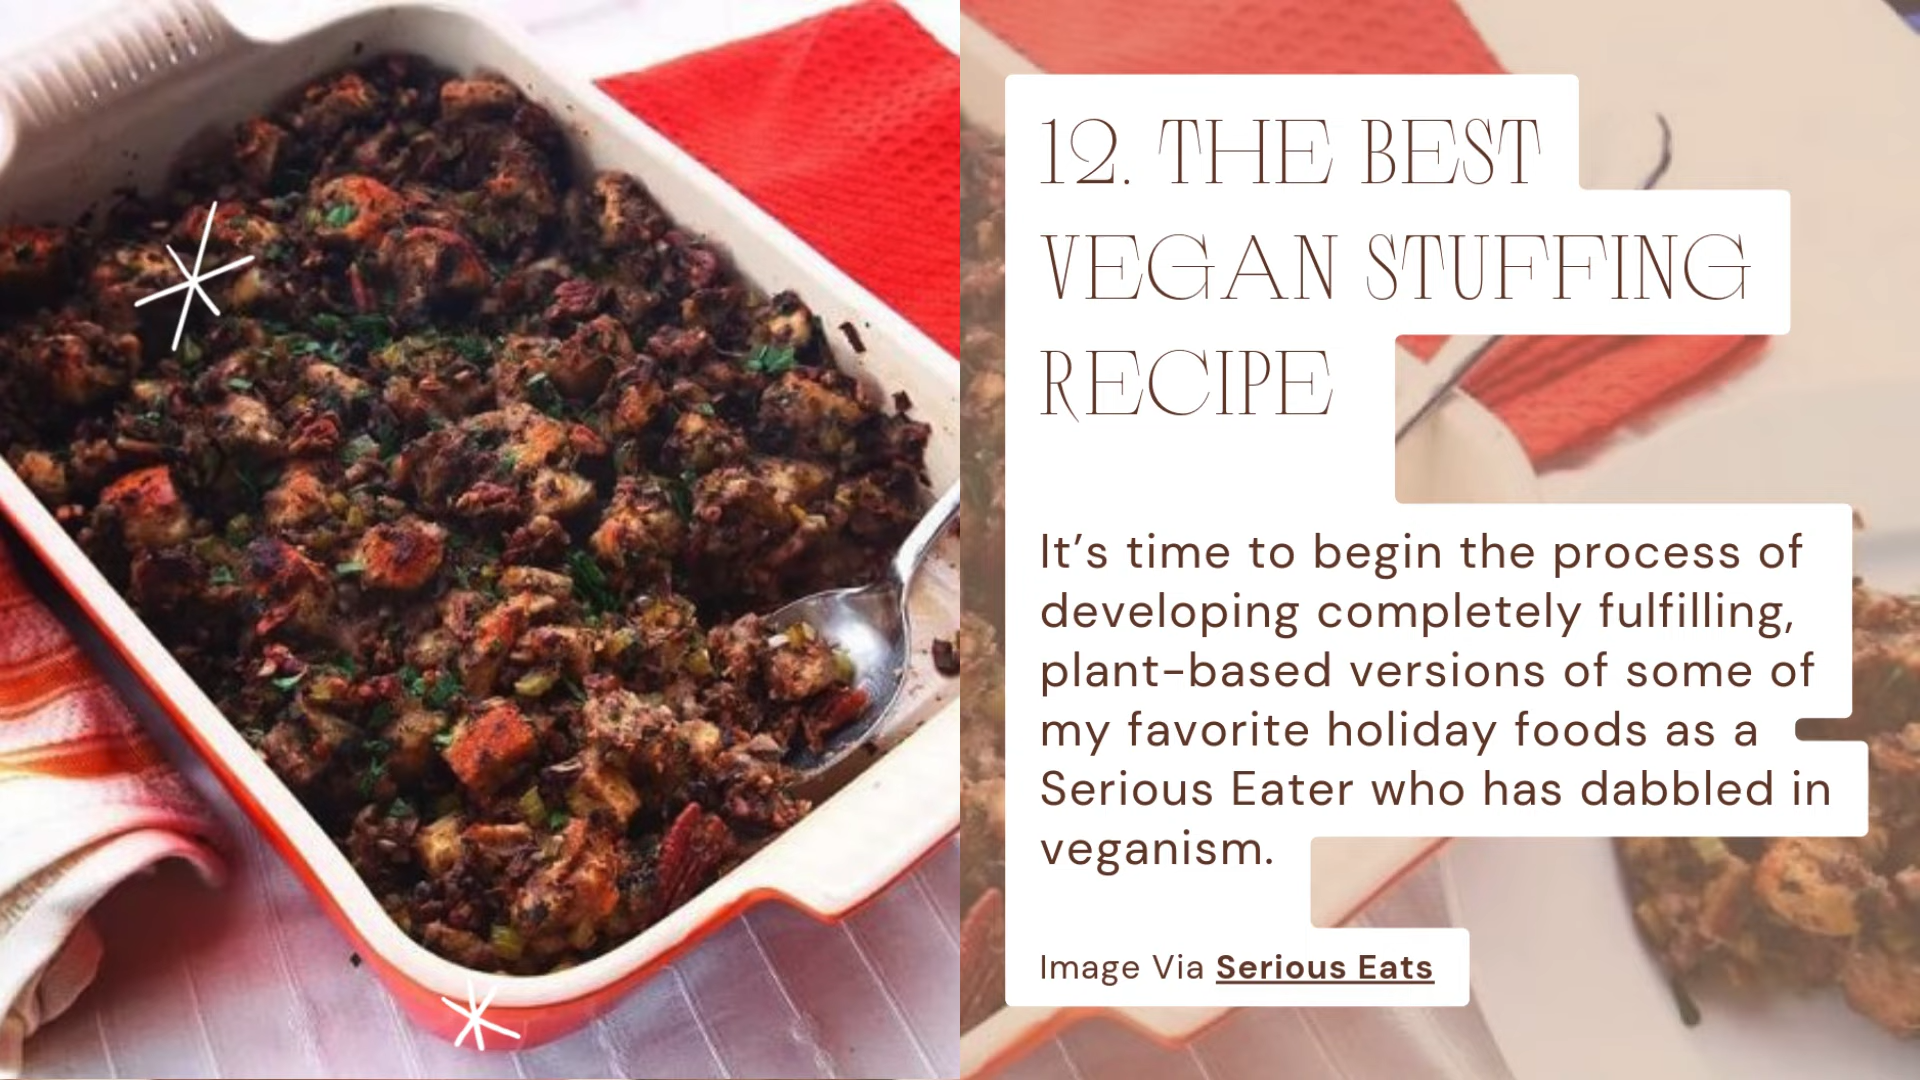 12. THE BEST
VEGAN STUFFING
RECIPE
It’s time to begin the process of
developing completely fulfilling,
plant-based versions of some of
my favorite holiday foods as a
Serious Eater who has dabbled in
veganism.
Image Via Serious Eats